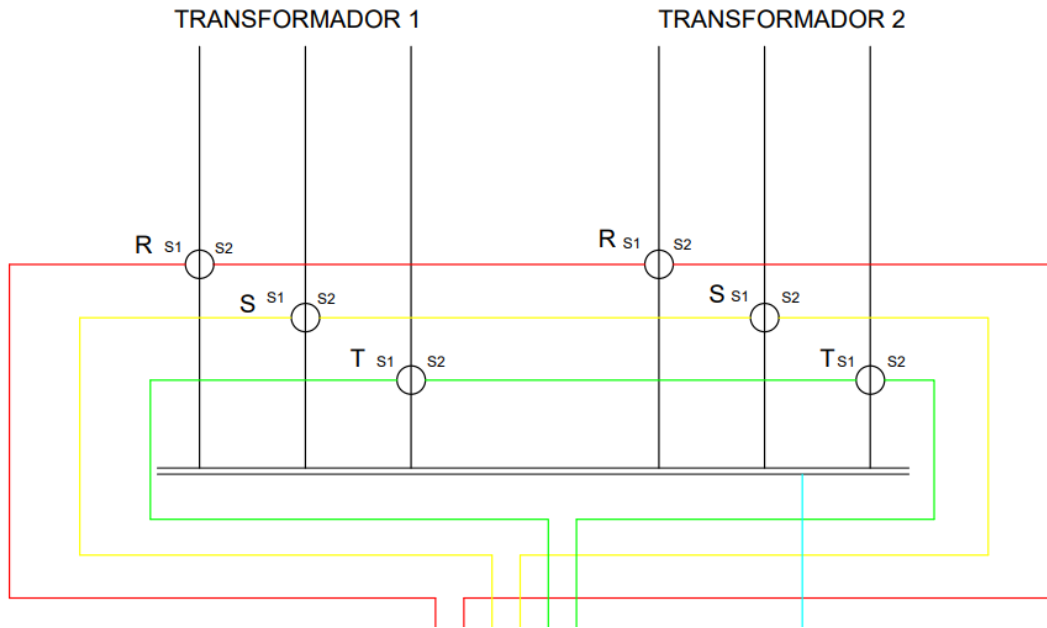 TRANSFORMADOR 1 TRANSFORMADOR 2
R S1 S2 R S1 S2
S S1 S2 S S1 S2
T S1 S2 T S1 S2